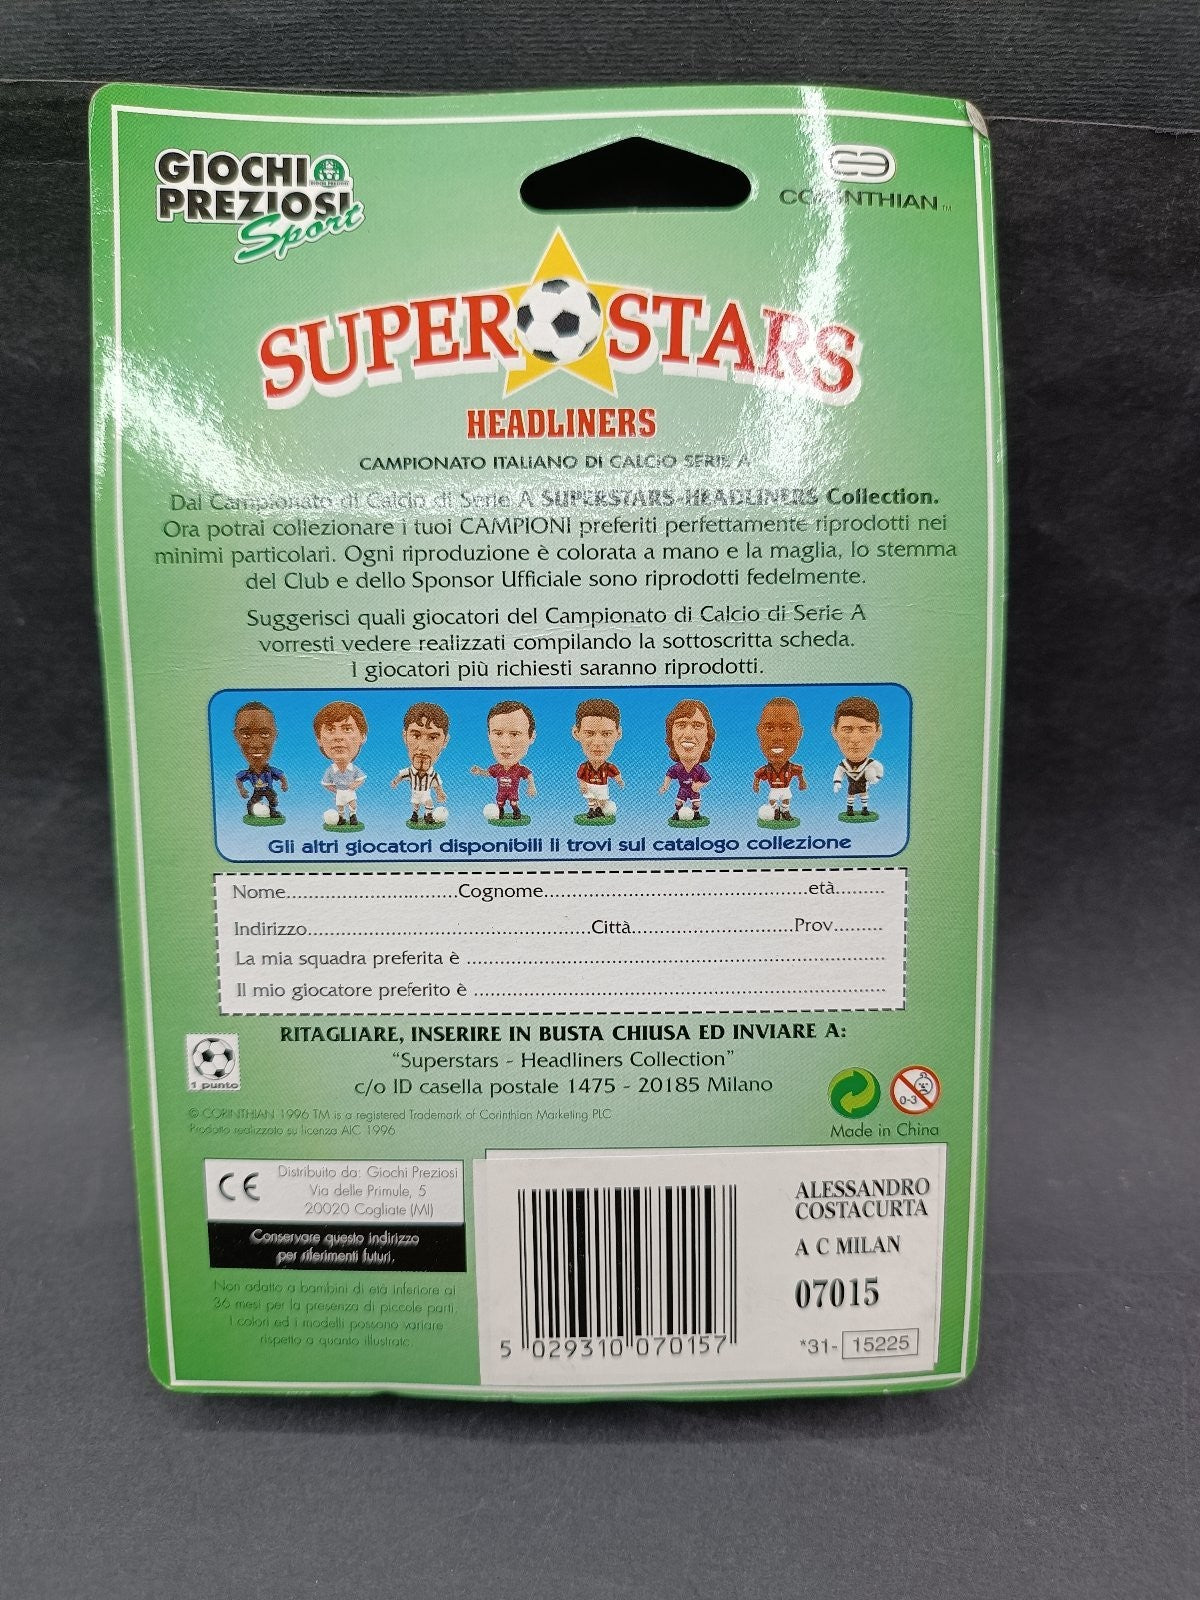 GIOCHI
PREZIOSI
Sport
CORINTHIAN TM
SUPER STARS
HEADLINERS
CAMPIONATO ITALIANO DI CALCIO SERIE A
Dal Campionato di Calcio di Serie A SUPERSTARS-HEADLINERS Collection.
Ora potrai collezionare i tuoi CAMPIONI preferiti perfettamente riprodotti nei
minimi particolari. Ogni riproduzione è colorata a mano e la maglia, lo stemma
del Club e dello Sponsor Ufficiale sono riprodotti fedelmente.
Suggerisci quali giocatori del Campionato di Calcio di Serie A
vorresti vedere realizzati compilando la sottoscritta scheda.
I giocatori più richiesti saranno riprodotti.
Gli altri giocatori disponibili li trovi sul catalogo collezione
Nome..............................Cognome..............................................età.........
Indirizzo.................................................Città............................Prov.........
La mia squadra preferita è ........................................................................
Il mio giocatore preferito è .......................................................................
RITAGLIARE, INSERIRE IN BUSTA CHIUSA ED INVIARE A:
"Superstars - Headliners Collection"
c/o ID casella postale 1475 - 20185 Milano
1 punto
0-3
© CORINTHIAN 1996 TM is a registered Trademark of Corinthian Marketing PLC
Prodotto realizzato su licenza AIC 1996
Made in China
CE
Distribuito da: Giochi Preziosi
Via delle Primule, 5
20020 Cogliate (MI)
Conservare questo indirizzo
per riferimenti futuri.
Non adatto a bambini di età inferiore ai
36 mesi per la presenza di piccole parti.
I colori ed i modelli possono variare
rispetto a quanto illustrato.
ALESSANDRO
COSTACURTA
A C MILAN
07015
*31- 15225
5 029310 070157